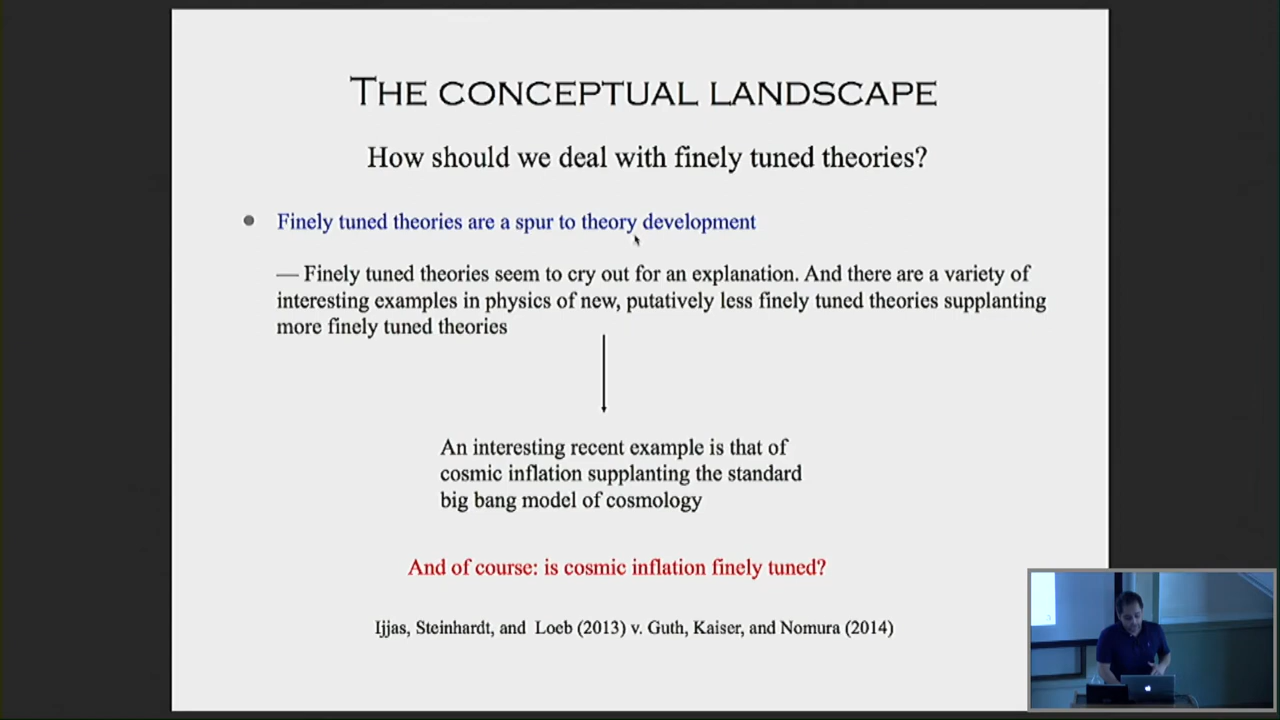 THE CONCEPTUAL LANDSCAPE
How should we deal with finely tuned theories?
Finely tuned theories are a spur to theory development
— Finely tuned theories seem to cry out for an explanation. And there are a variety of
interesting examples in physics of new, putatively less finely tuned theories supplanting
more finely tuned theories
An interesting recent example is that of
cosmic inflation supplanting the standard
big bang model of cosmology
And of course: is cosmic inflation finely tuned?
Ijjas, Steinhardt, and Loeb (2013) v. Guth, Kaiser, and Nomura (2014)